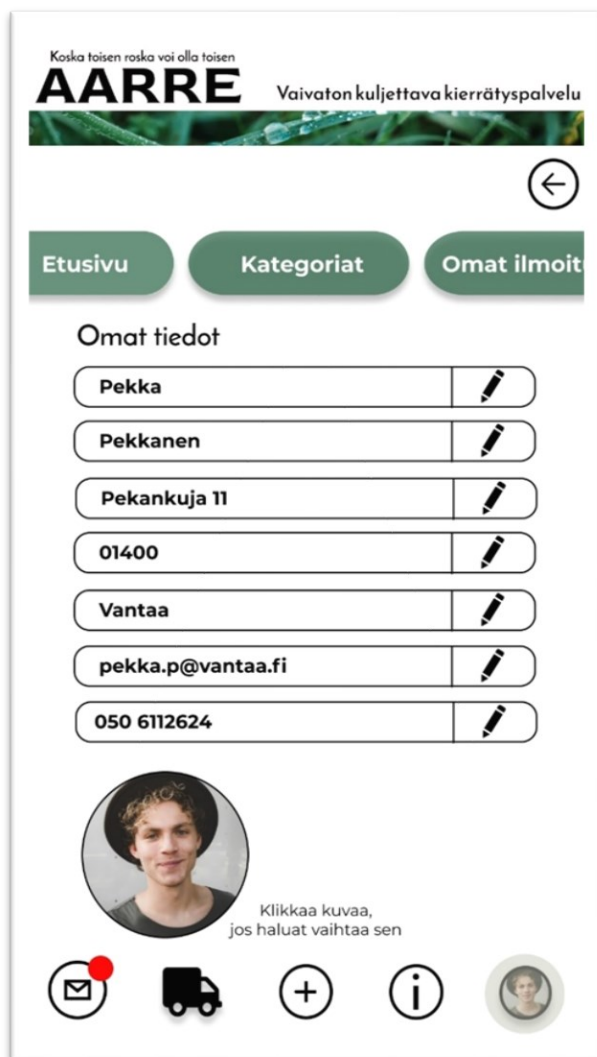 Koska toisen roska voi olla toisen
AARRE
Vaivaton kuljettava kierrätyspalvelu
Etusivu
Kategoriat
Omat ilmoitu
Omat tiedot
Pekka
Pekkanen
Pekankuja 11
01400
Vantaa
pekka.p@vantaa.fi
050 6112624
Klikkaa kuvaa,
jos haluat vaihtaa sen